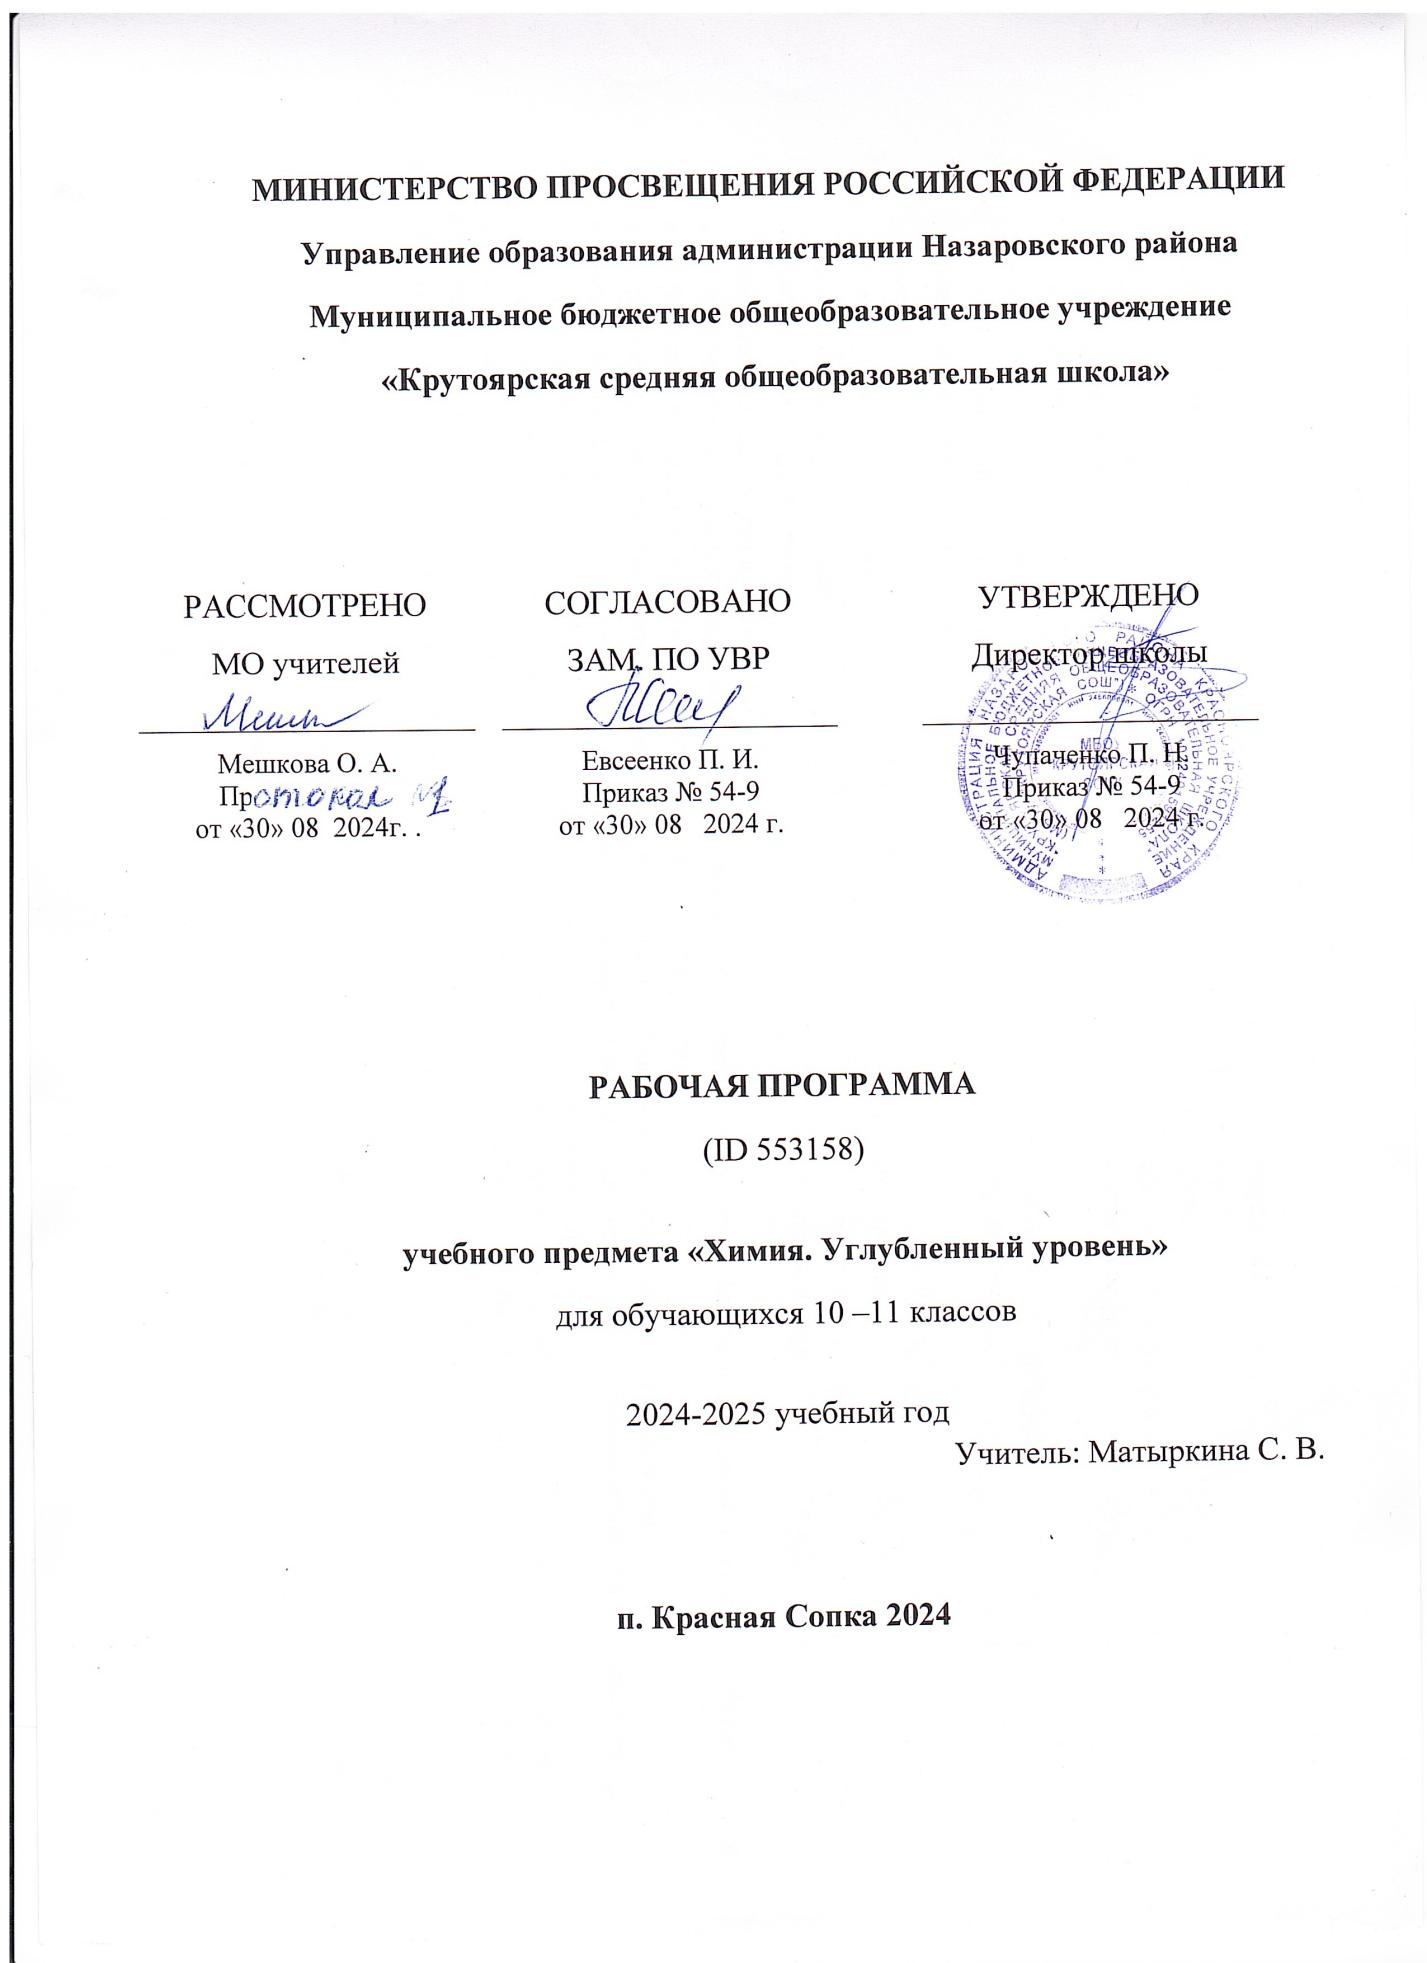 МИНИСТЕРСТВО ПРОСВЕЩЕНИЯ РОССИЙСКОЙ ФЕДЕРАЦИИ
Управление образования администрации Назаровского района
Муниципальное бюджетное общеобразовательное учреждение
«Крутоярская средняя общеобразовательная школа»
РАССМОТРЕНО
МО учителей
Мешкова О. А.
Протокол №1
от «30» 08 2024г. .
СОГЛАСОВАНО
ЗАМ. ПО УВР
Евсеенко П. И.
Приказ № 54-9
от «30» 08 2024 г.
УТВЕРЖДЕНО
Директор школы
Чупаченко П. Н.
Приказ № 54-9
от «30» 08 2024 г.
РАБОЧАЯ ПРОГРАММА
(ID 553158)
учебного предмета «Химия. Углубленный уровень»
для обучающихся 10 –11 классов
2024-2025 учебный год
Учитель: Матыркина С. В.
п. Красная Сопка 2024